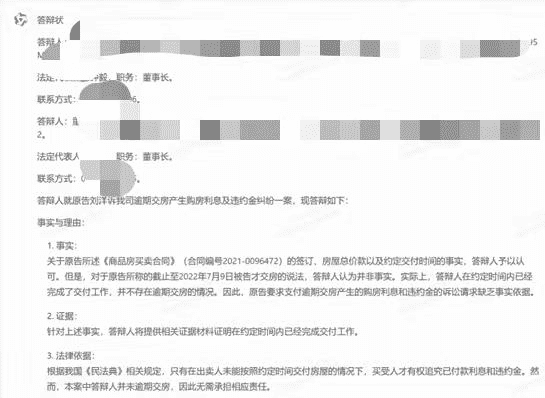 答辩状
答辩人：
法定代 毅，职务：董事长。
联系方式： 6。
答辩人：
2。
法定代表人 职务：董事长。
联系方式：
答辩人就原告刘洋诉我司逾期交房产生购房利息及违约金纠纷一案，现答辩如下：
事实与理由：
1. 事实：
关于原告所述《商品房买卖合同》（合同编号2021-0096472）的签订、房屋总价款以及约定交付时间的事实，答辩人予以认
可。但是，对于原告所称的截止至2022年7月9日被告才交房的说法，答辩人认为并非事实。实际上，答辩人在约定时间内已经
完成了交付工作，并不存在逾期交房的情况。因此，原告要求支付逾期交房产生的购房利息和违约金的诉讼请求缺乏事实依据。
2. 证据：
针对上述事实，答辩人将提供相关证据材料证明在约定时间内已经完成交付工作。
3. 法律依据：
根据我国《民法典》相关规定，只有在出卖人未能按照约定时间交付房屋的情况下，买受人才有权追究已付款利息和违约金。然
而，本案中答辩人并未逾期交房，因此无需承担相应责任。